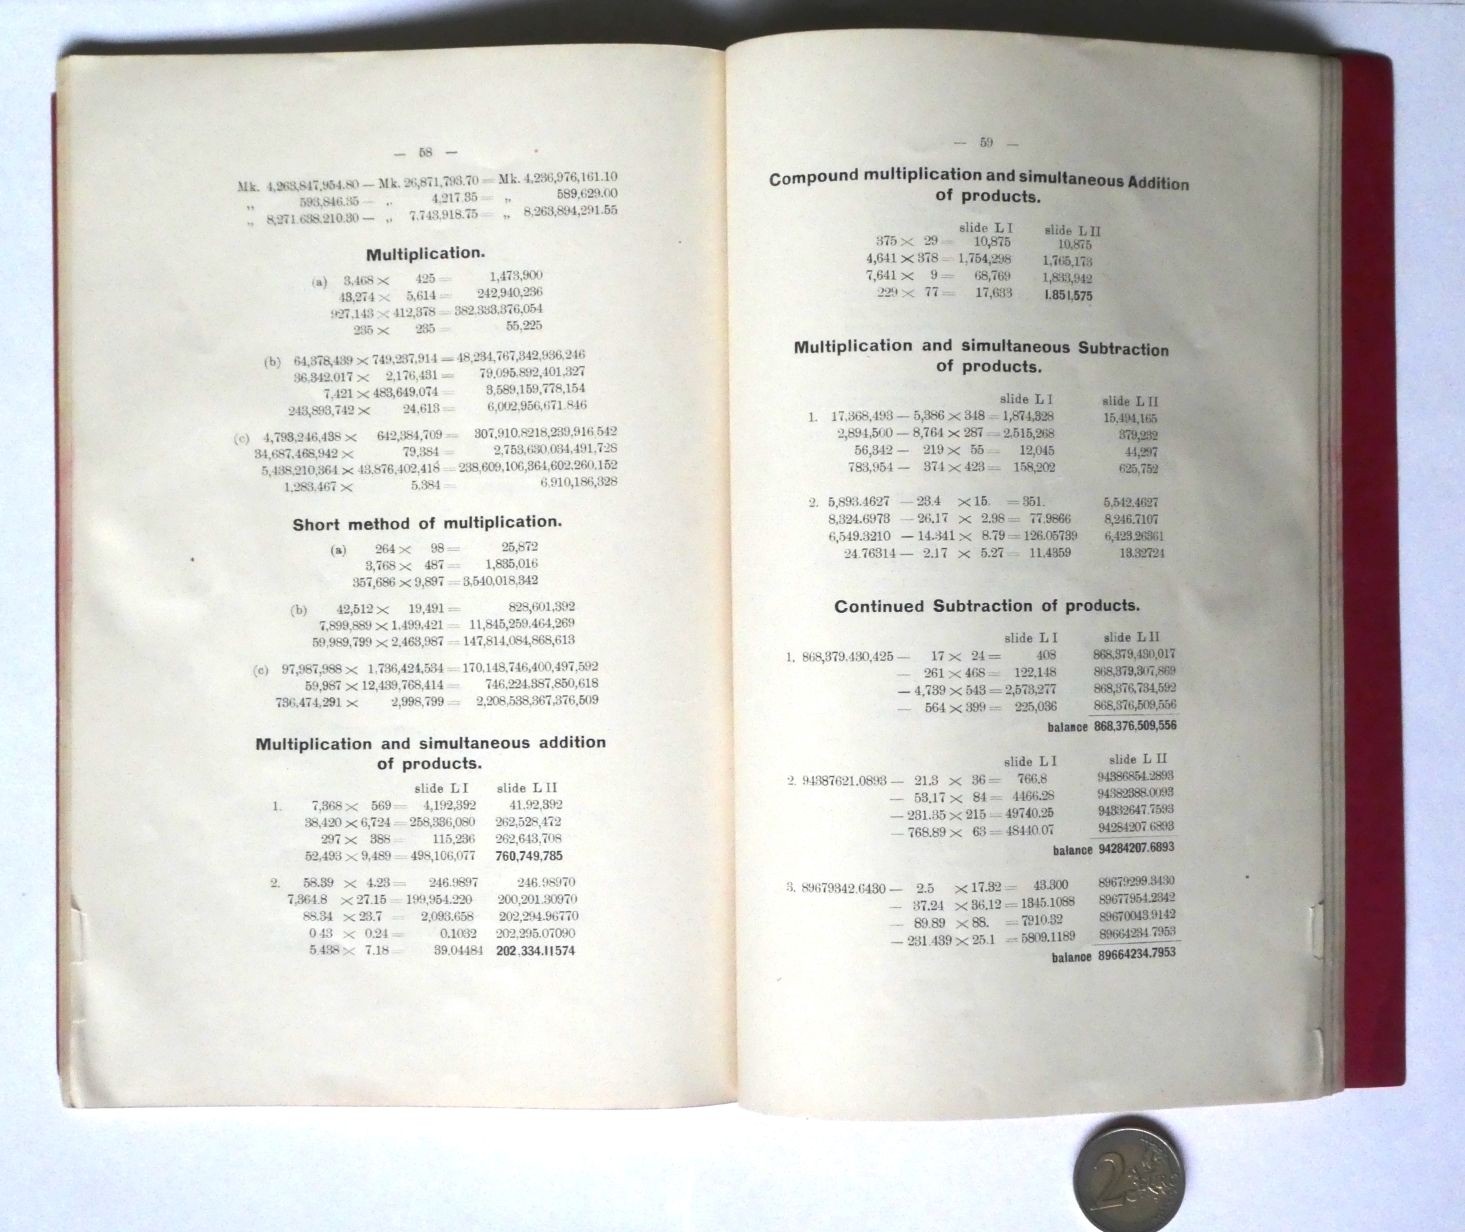 — 58 —
Mk. 4,263,847,954.80 — Mk. 26,871,793.70 = Mk. 4,236,976,161.10
„ 593,846.35 — „ 4,217.35 = „ 589,629.00
„ 8,271.638.210.30 — „ 7.743,918.75 = „ 8,263,894,291.55
Multiplication.
(a) 3,468 × 425 = 1,473,900
43,274 × 5,614 = 242,940,236
927,143 × 412,378 = 382,333,376,054
235 × 235 = 55,225
(b) 64,378,439 × 749,237,914 = 48,234,767,342,936,246
36.342.017 × 2,176,431 = 79,095.892,401,327
7,421 × 483,649,074 = 3,589,159,778,154
243,893,742 × 24,613 = 6,002,956,671.846
(c) 4,793,246,438 × 642,384,709 = 307,910.8218,239,916.542
34,687,468,942 × 79,384 = 2,753,630.034,491,728
5,438,210,364 × 43,876,402,418 = 238,609,106,364,602,260,152
1,283.467 × 5,384 = 6.910,186,328
Short method of multiplication.
(a) 264 × 98 = 25,872
3,768 × 487 = 1,835,016
357,686 × 9,897 = 3,540,018,342
(b) 42,512 × 19,491 = 828,601,392
7,899,889 × 1,499,421 = 11,845,259.464,269
59,989,799 × 2,463,987 = 147,814,084,868,613
(c) 97,987,988 × 1,736,424,534 = 170,148,746,400,497,592
59,987 × 12,439,768,414 = 746,224,387,850,618
736,474,291 × 2,998,799 = 2,208,538,367,376,509
Multiplication and simultaneous addition
of products.
slide L I slide L II
1. 7,368 × 569 = 4,192,392 41.92,392
38,420 × 6,724 = 258,336,080 262,528,472
297 × 388 = 115,236 262,643,708
52,493 × 9,489 = 498,106,077 760,749,785
2. 58.39 × 4.23 = 246.9897 246.98970
7,364.8 × 27.15 = 199,954.220 200,201.30970
88.34 × 23.7 = 2,093.658 202,294.96770
0.43 × 0.24 = 0.1032 202,295.07090
5.438 × 7.18 = 39.04484 202.334.11574
— 59 —
Compound multiplication and simultaneous Addition
of products.
slide L I slide L II
375 × 29 = 10,875 10,875
4,641 × 378 = 1,754,298 1,765,173
7,641 × 9 = 68,769 1,833,942
229 × 77 = 17,633 1.851,575
Multiplication and simultaneous Subtraction
of products.
slide L I slide L II
1. 17,368,493 — 5,386 × 348 = 1,874,328 15,494,165
2,894,500 — 8,764 × 287 = 2,515,268 379,232
56,342 — 219 × 55 = 12,045 44,297
783,954 — 374 × 423 = 158,202 625,752
2. 5,893.4627 — 23.4 × 15. = 351. 5,542.4627
8,324.6973 — 26.17 × 2.98 = 77.9866 8,246.7107
6,549.3210 — 14.341 × 8.79 = 126.05739 6,423.26361
24.76314 — 2.17 × 5.27 = 11.4359 13.32724
Continued Subtraction of products.
slide L I slide L II
1. 868,379.430,425 — 17 × 24 = 408 868,379,430,017
— 261 × 468 = 122,148 868,379,307,869
— 4,739 × 543 = 2,573,277 868,376,734,592
— 564 × 399 = 225,036 868,376,509,556
balance 868,376,509,556
slide L I slide L II
2. 94387621.0893 — 21.3 × 36 = 766.8 94386854.2893
— 53.17 × 84 = 4466.28 94382388.0093
— 231.35 × 215 = 49740.25 94332647.7593
— 768.89 × 63 = 48440.07 94284207.6893
balance 94284207.6893
3. 89679342.6430 — 2.5 × 17.32 = 43.300 89679299.3430
— 37.24 × 36,12 = 1345.1088 89677954.2342
— 89.89 × 88. = 7910.32 89670043.9142
— 231.439 × 25.1 = 5809.1189 89664234.7953
balance 89664234.7953
2